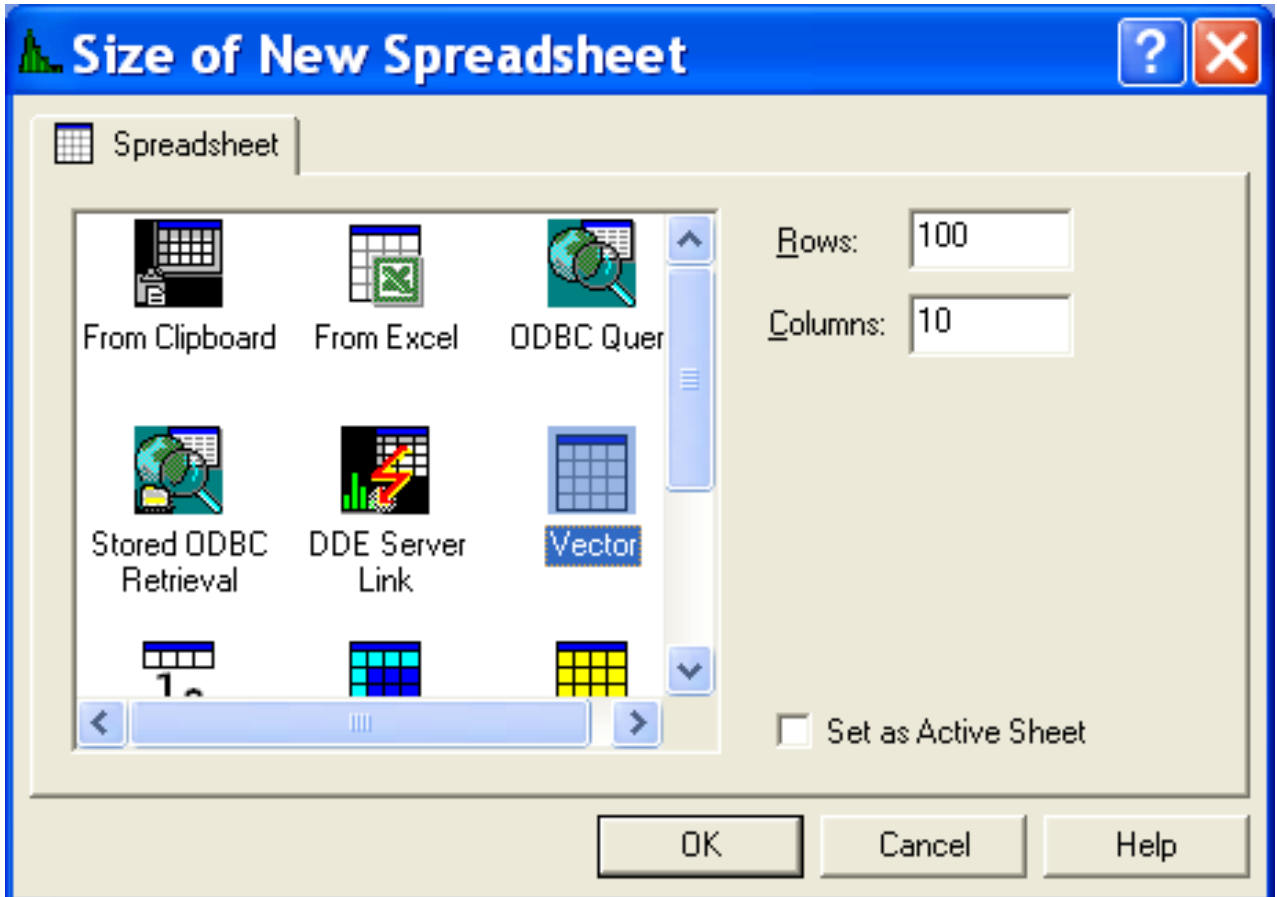 Size of New Spreadsheet
Spreadsheet
From Clipboard
From Excel
ODBC Quer
Rows: 100
Columns: 10
Stored ODBC
Retrieval
DDE Server
Link
Vector
Set as Active Sheet
OK
Cancel
Help